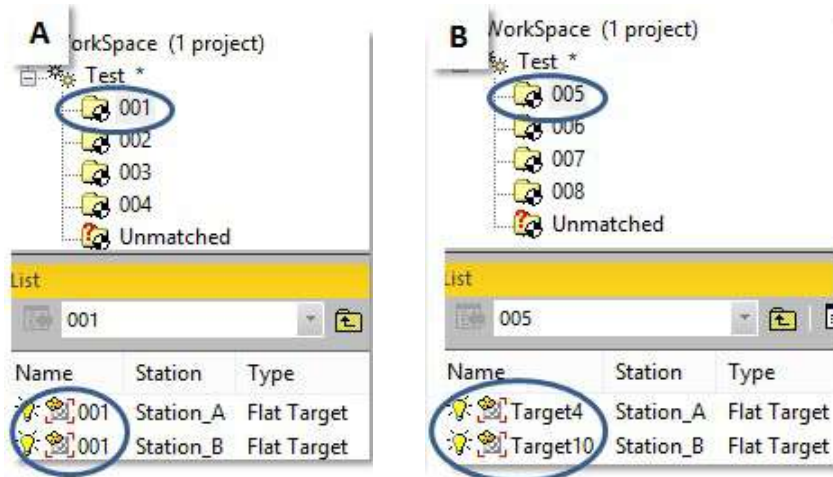 A
orkSpace (1 project)
Test *
001
002
003
004
Unmatched
List
001
Name Station Type
001 Station_A Flat Target
001 Station_B Flat Target
B
WorkSpace (1 project)
Test *
005
006
007
008
Unmatched
List
005
Name Station Type
Target4 Station_A Flat Target
Target10 Station_B Flat Target